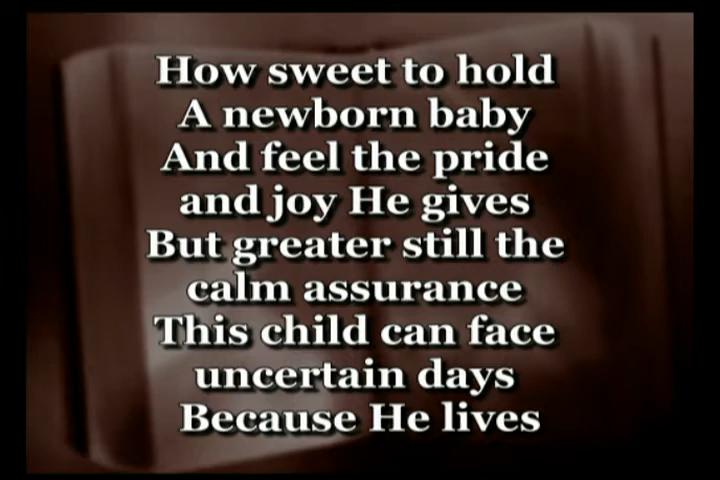 How sweet to hold
A newborn baby
And feel the pride
and joy He gives
But greater still the
calm assurance
This child can face
uncertain days
Because He lives